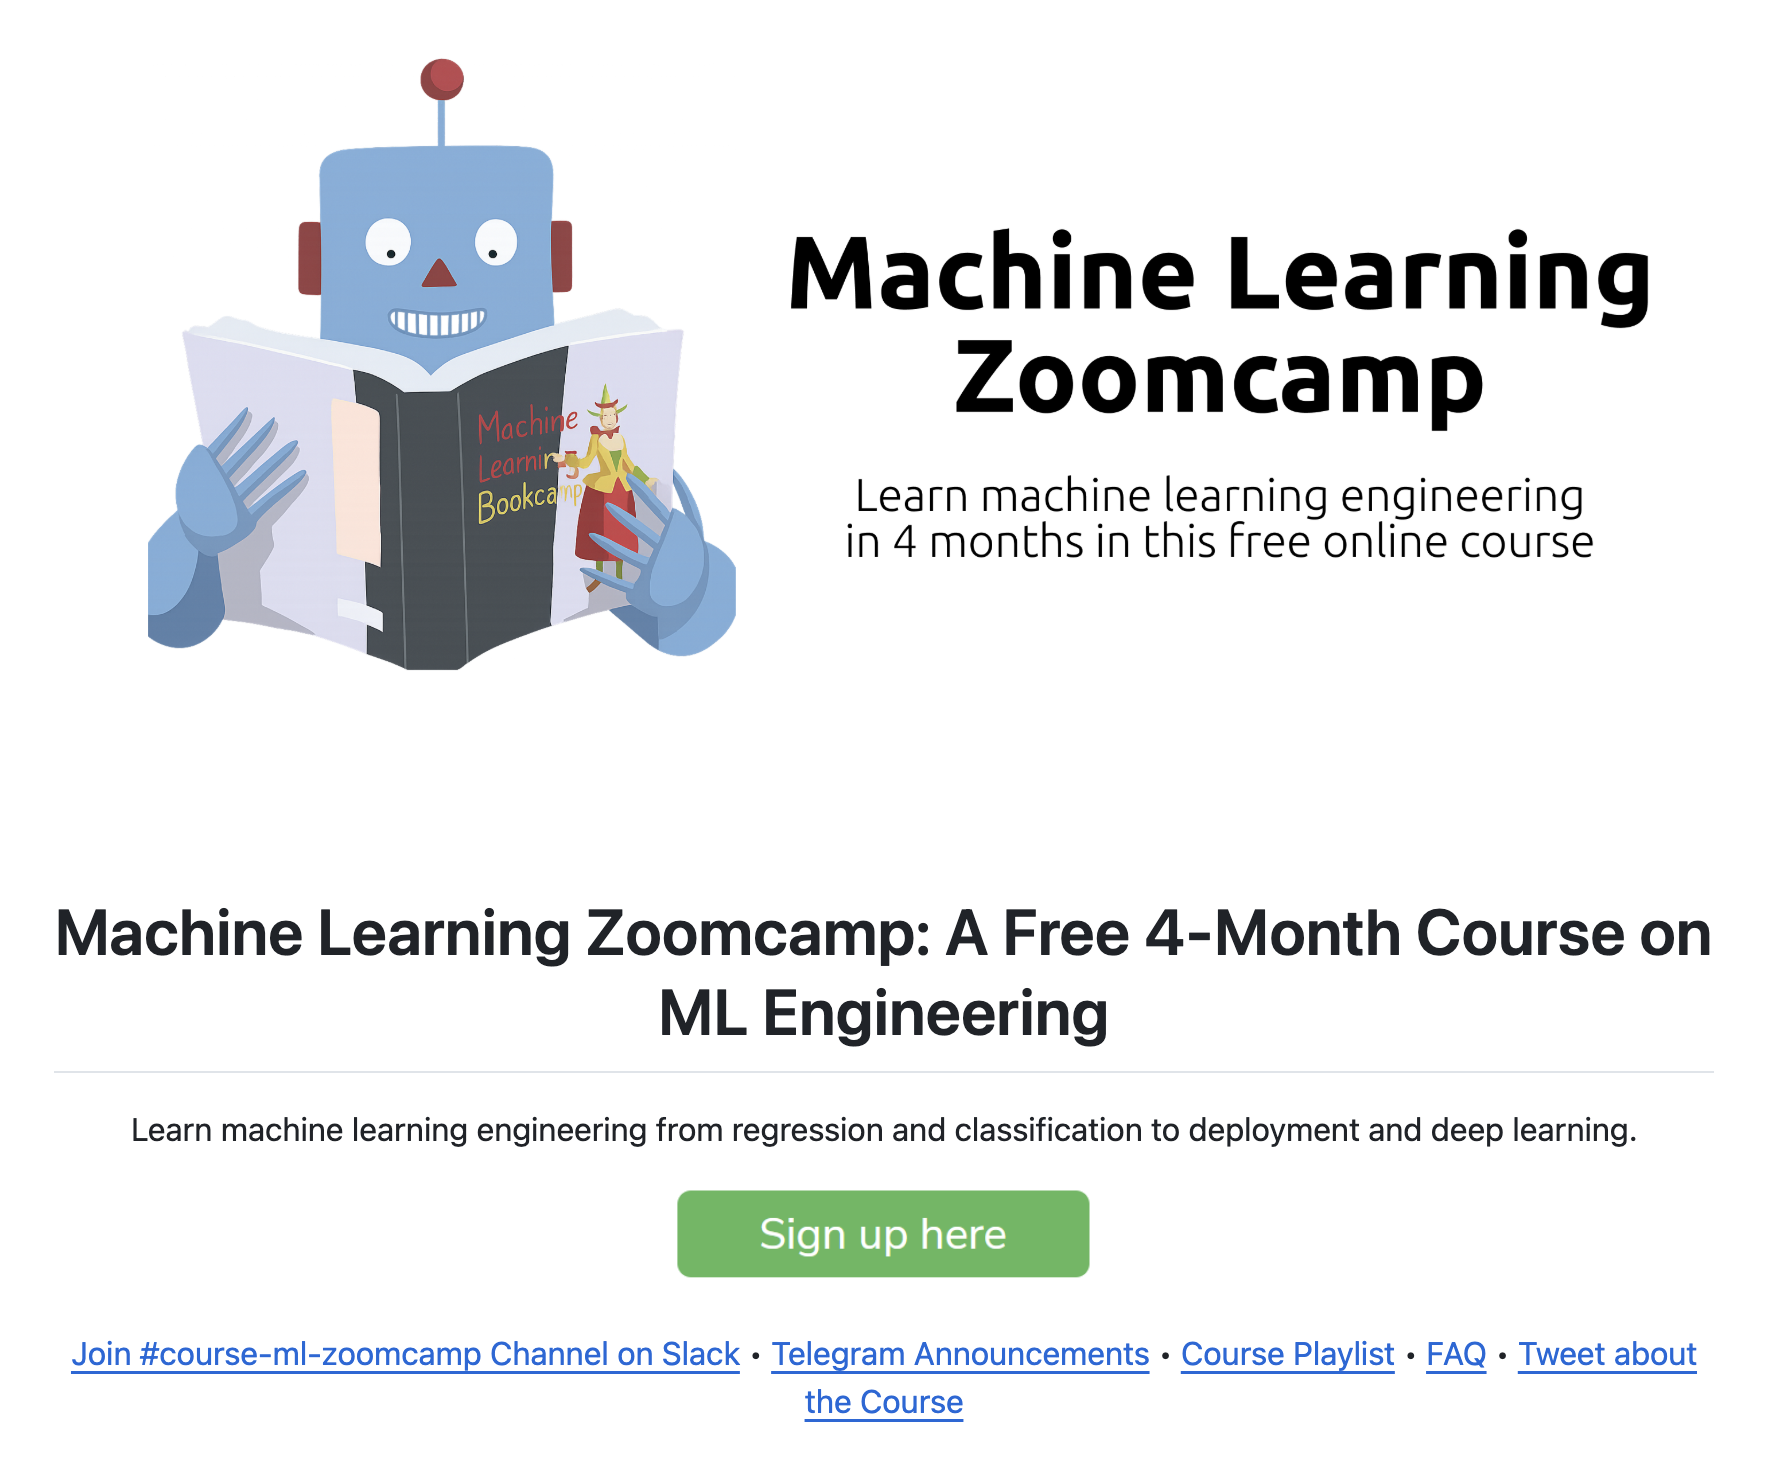 Machine Learning
Zoomcamp
Learn machine learning engineering
in 4 months in this free online course
Machine
Learnin
Bookcamp
Machine Learning Zoomcamp: A Free 4-Month Course on
ML Engineering
Learn machine learning engineering from regression and classification to deployment and deep learning.
Sign up here
Join #course-ml-zoomcamp Channel on Slack • Telegram Announcements • Course Playlist • FAQ • Tweet about
the Course